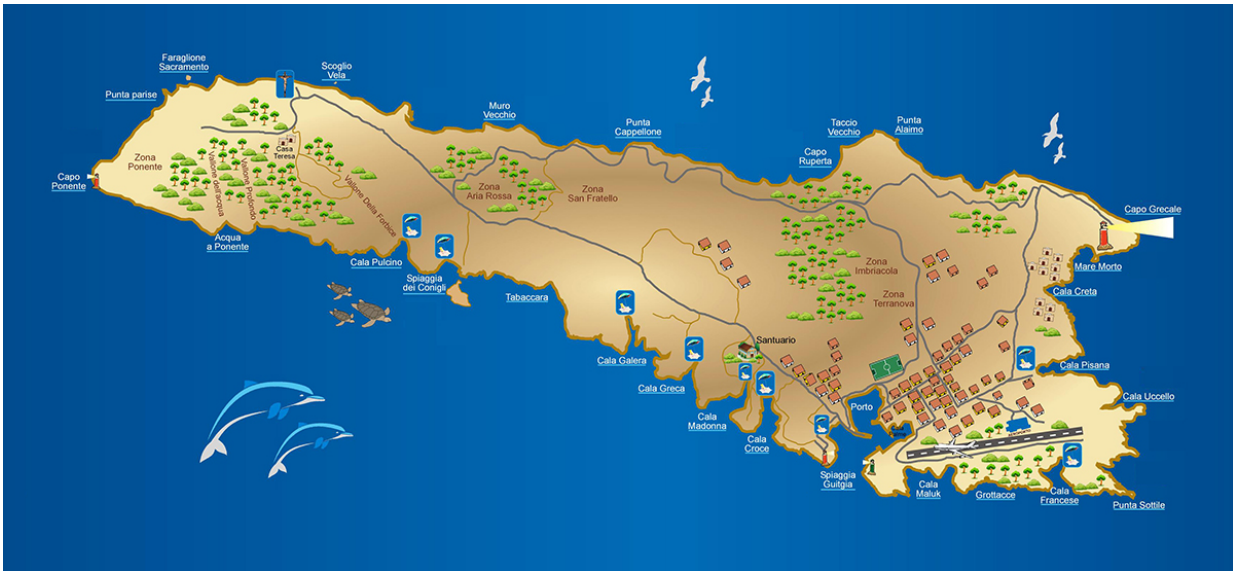 Faraglione
Sacramento
Scoglio
Vela
Punta parise
Muro
Vecchio
Punta
Cappellone
Taccio
Vecchio
Punta
Alaimo
Capo
Ruperta
Casa
Teresa
Zona
Ponente
Capo
Ponente
Vallone dell'acqua
Vallone Profondo
Vallone Della Forbice
Zona
Aria Rossa
Zona
San Fratello
Capo Grecale
Acqua
a Ponente
Cala Pulcino
Spiaggia
dei Conigli
Tabaccara
Zona
Imbriacola
Zona
Terranova
Mare Morto
Cala Creta
Santuario
Cala Galera
Cala Greca
Cala
Madonna
Cala
Croce
Porto
Cala Pisana
Cala Uccello
Spiaggia
Guitgia
Cala
Maluk
Grottacce
Cala
Francese
Punta Sottile